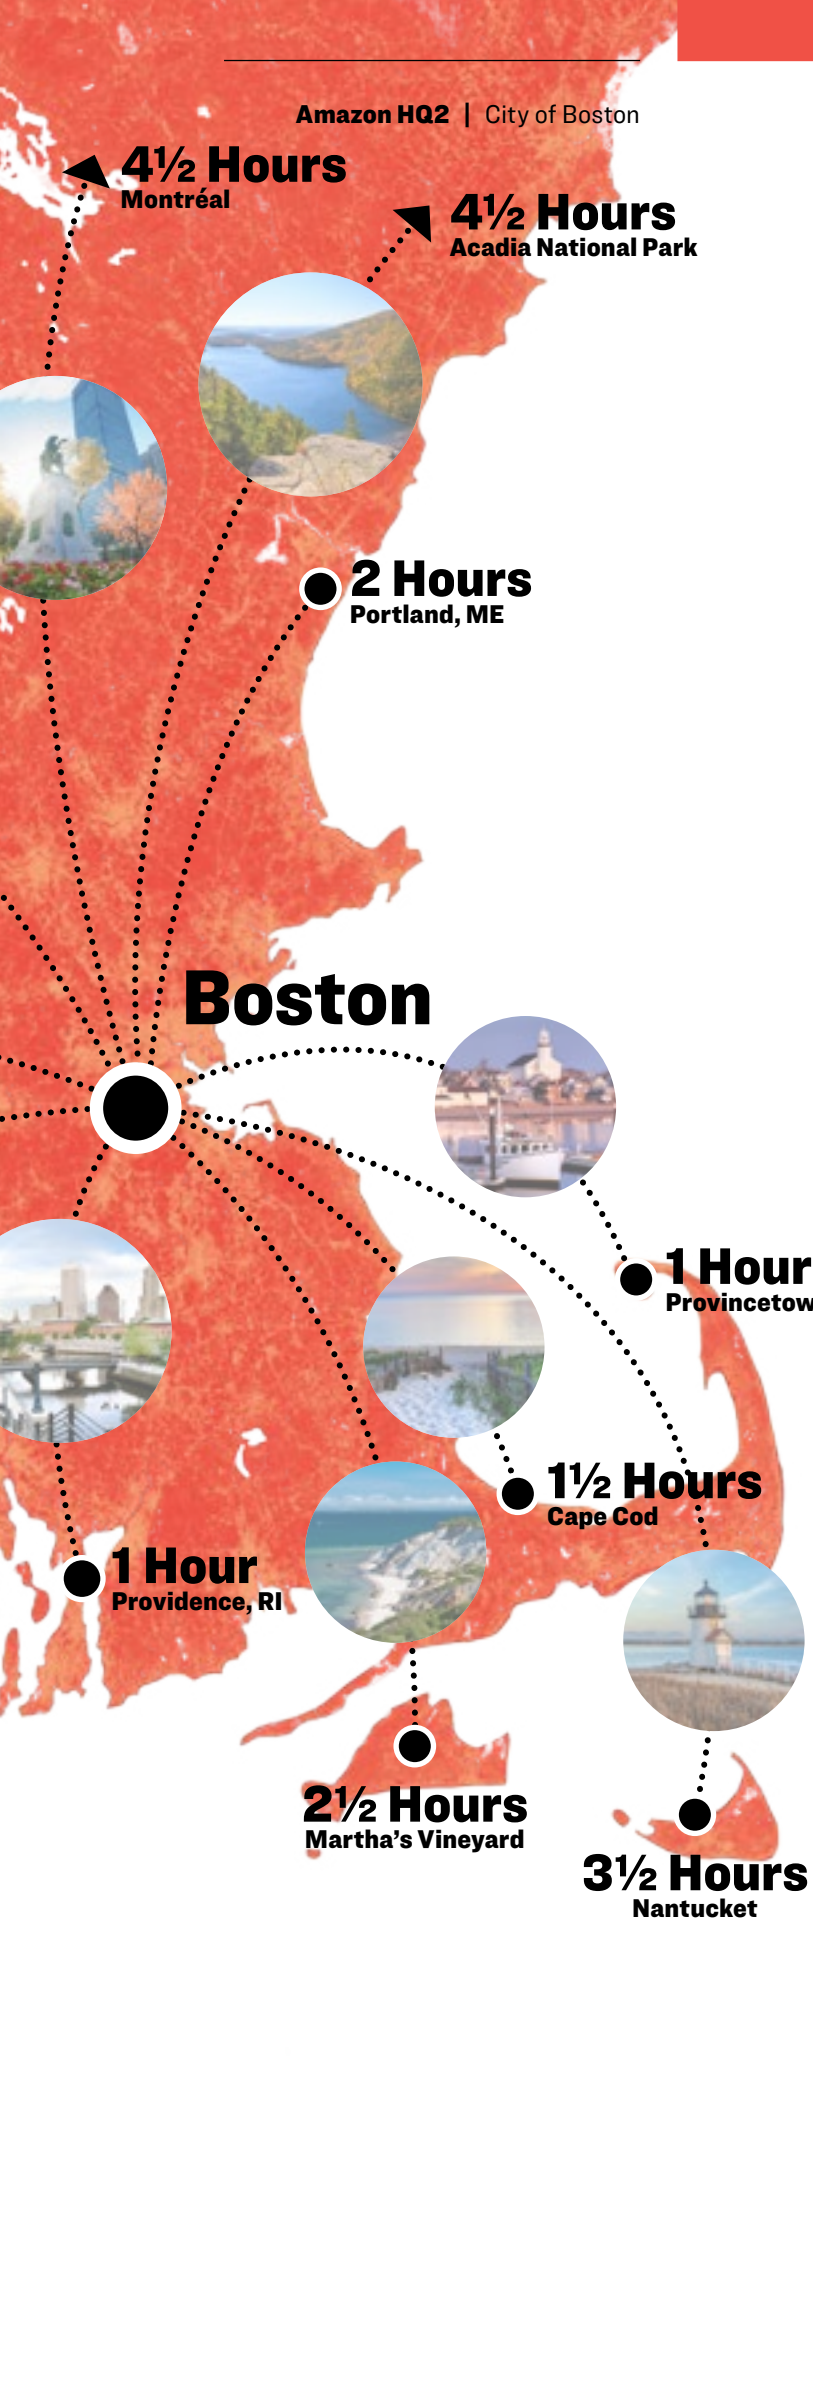 Amazon HQ2 | City of Boston
4½ Hours
Montréal
4½ Hours
Acadia National Park
2 Hours
Portland, ME
Boston
1 Hour
Provincetow
1½ Hours
Cape Cod
1 Hour
Providence, RI
2½ Hours
Martha’s Vineyard
3½ Hours
Nantucket